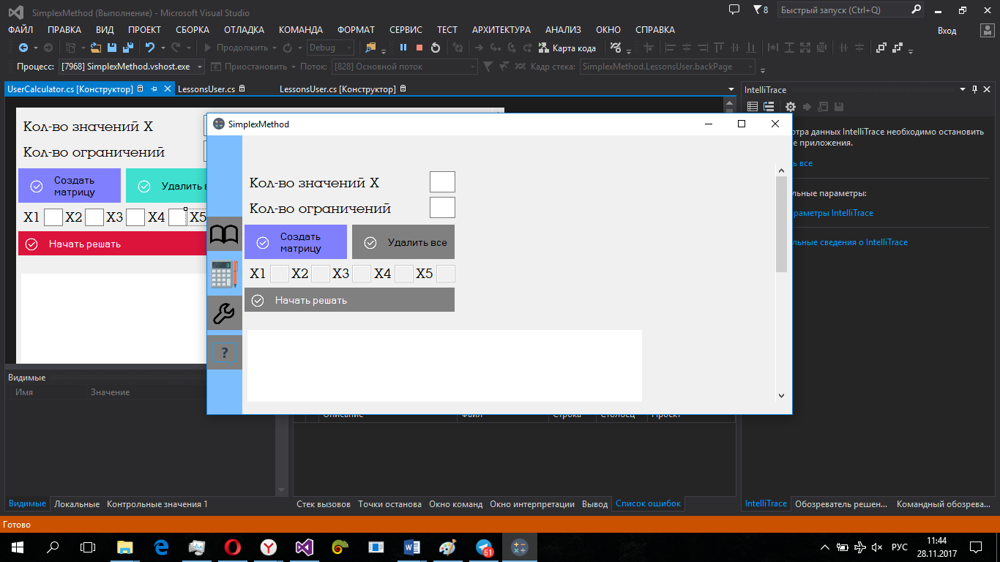 SimplexMethod (Выполнение) - Microsoft Visual Studio
8
Быстрый запуск (Ctrl+Q)
ФАЙЛ ПРАВКА ВИД ПРОЕКТ СБОРКА ОТЛАДКА КОМАНДА ФОРМАТ СЕРВИС ТЕСТ АРХИТЕКТУРА АНАЛИЗ ОКНО СПРАВКА
Вход
Продолжить Debug Карта кода
Процесс: [7968] SimplexMethod.vshost.exe Приостановить Поток: [828] Основной поток Кадр стека: SimplexMethod.LessonsUser.backPage
UserCalculator.cs [Конструктор] LessonsUser.cs LessonsUser.cs [Конструктор]
IntelliTrace
Кол-во значений X
Кол-во ограничений
Создать
матрицу
Удалить
X1 X2 X3 X4 X5
Начать решать
SimplexMethod
Кол-во значений X
Кол-во ограничений
Создать
матрицу
Удалить все
X1 X2 X3 X4 X5
Начать решать
?
отра данных IntelliTrace необходимо остановить
е приложения.
ь все
льные параметры:
араметры IntelliTrace
льные сведения о IntelliTrace
Видимые
Имя Значение
Описание Файл Строка Столбец Проект
Видимые Локальные Контрольные значения 1
Стек вызовов Точки останова Окно команд Окно интерпретации Вывод Список ошибок
IntelliTrace Обозреватель решен... Командный обозрева...
Готово
61
РУС
11:44
28.11.2017